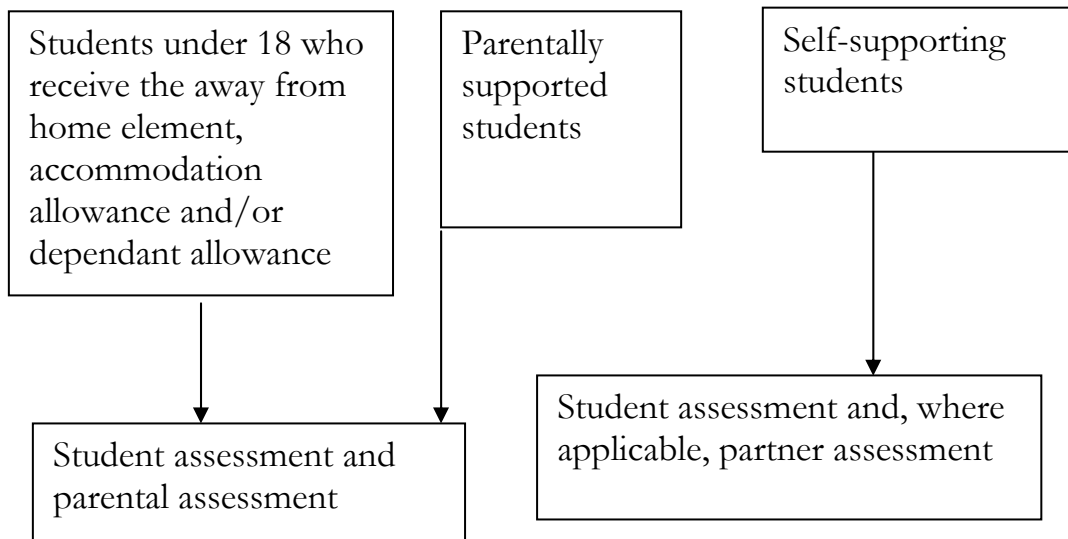 Students under 18 who
receive the away from
home element,
accommodation
allowance and/or
dependant allowance
Parentally
supported
students
Self-supporting
students
Student assessment and
parental assessment
Student assessment and, where
applicable, partner assessment